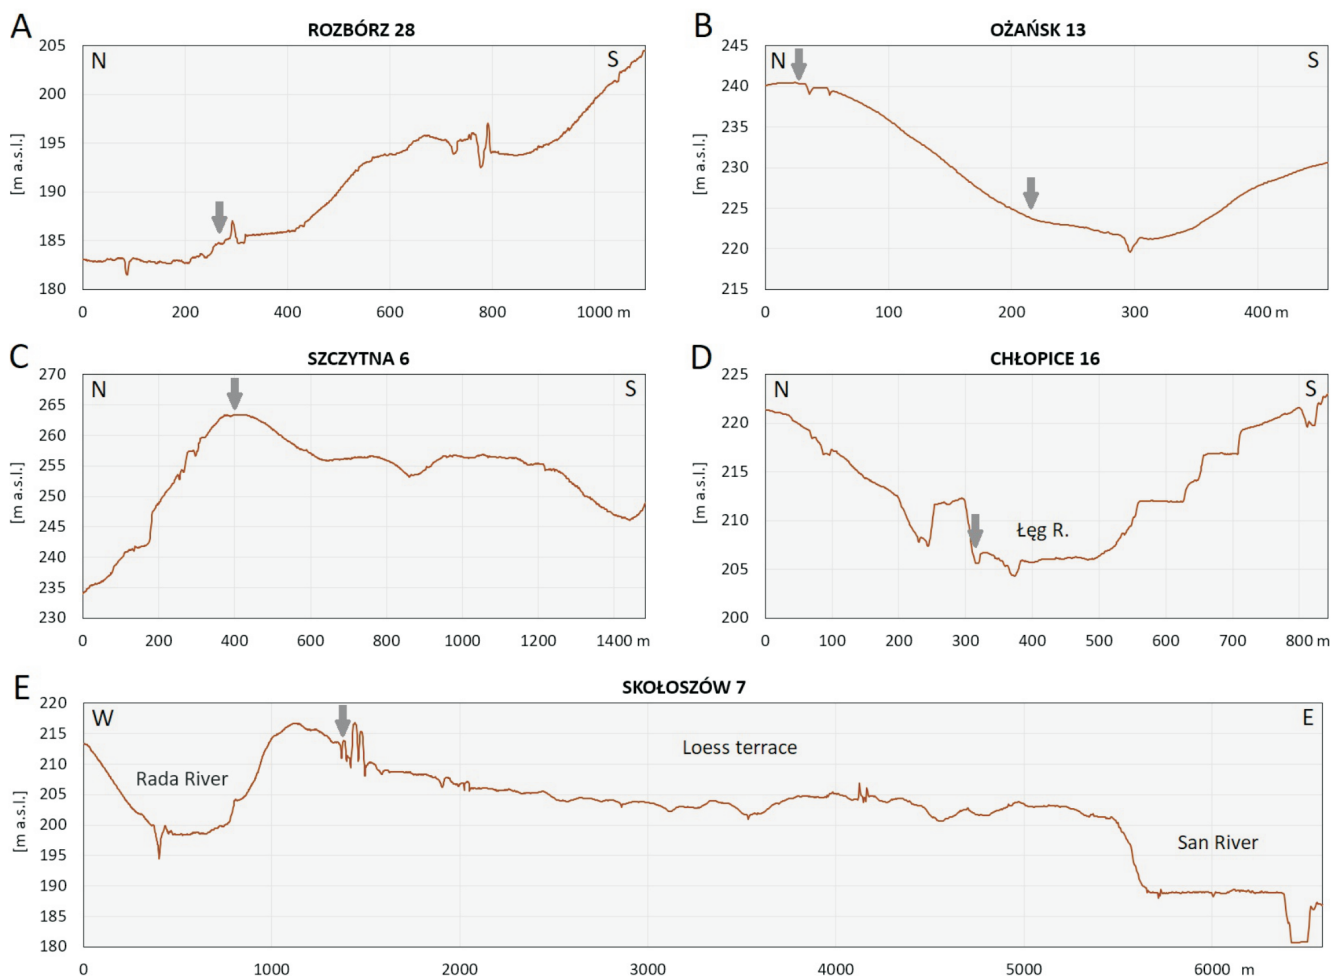 A
ROZBÓRZ 28
[m a.s.l.]
205
200
195
190
185
180
N
S
0
200
400
600
800
1000 m
B
OŻAŃSK 13
[m a.s.l.]
245
240
235
230
225
220
215
N
S
0
100
200
300
400 m
C
SZCZYTNA 6
[m a.s.l.]
270
265
260
255
250
245
240
235
230
N
S
0
200
400
600
800
1000
1200
1400 m
D
CHŁOPICE 16
[m a.s.l.]
225
220
215
210
205
200
N
S
Łęg R.
0
100
200
300
400
500
600
700
800 m
E
SKOŁOSZÓW 7
[m a.s.l.]
220
215
210
205
200
195
190
185
180
W
E
Rada River
Loess terrace
San River
0
1000
2000
3000
4000
5000
6000 m